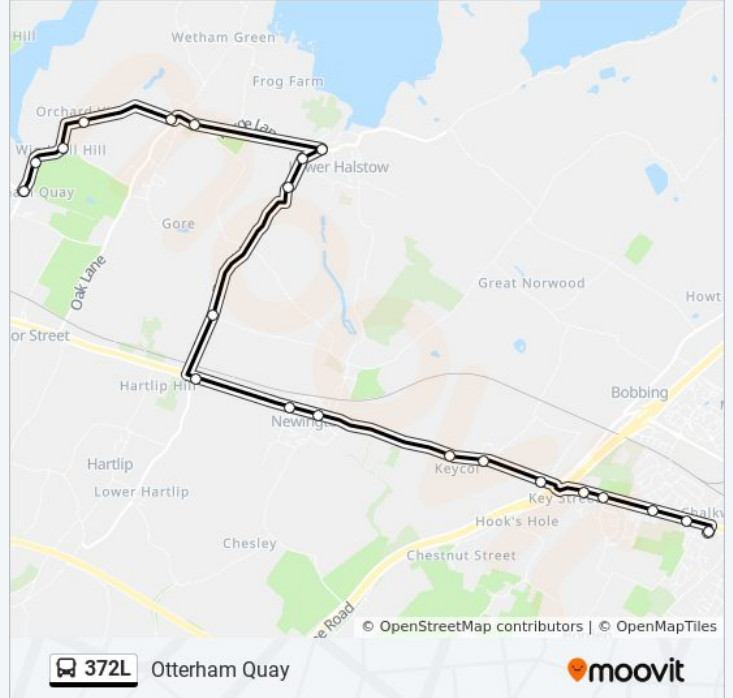 Hill
Wetham Green
Frog Farm
Orchard
Lower Halstow
Quay
Gore
Oak Lane
Great Norwood
Howt
or Street
Hartlip Hill
Bobbing
Newingt
Keycol
Hartlip
Lower Hartlip
Key Street
Chalkw
Hook's Hole
Chesley
Chestnut Street
e Road
© OpenStreetMap contributors | © OpenMapTiles
372L Otterham Quay moovit